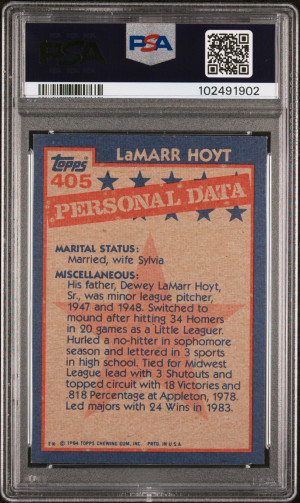 PSA
PSA
102491902
Topps
LaMARR HOYT
405
PERSONAL DATA
MARITAL STATUS:
Married, wife Sylvia
MISCELLANEOUS:
His father, Dewey LaMarr Hoyt,
Sr., was minor league pitcher,
1947 and 1948. Switched to
mound after hitting 34 Homers
in 20 games as a Little Leaguer.
Hurled a no-hitter in sophomore
season and lettered in 3 sports
in high school. Tied for Midwest
League lead with 3 Shutouts and
topped circuit with 18 Victories and
.818 Percentage at Appleton, 1978.
Led majors with 24 Wins in 1983.
© 1984 TOPPS CHEWING GUM, INC. PRTD. IN U.S.A.